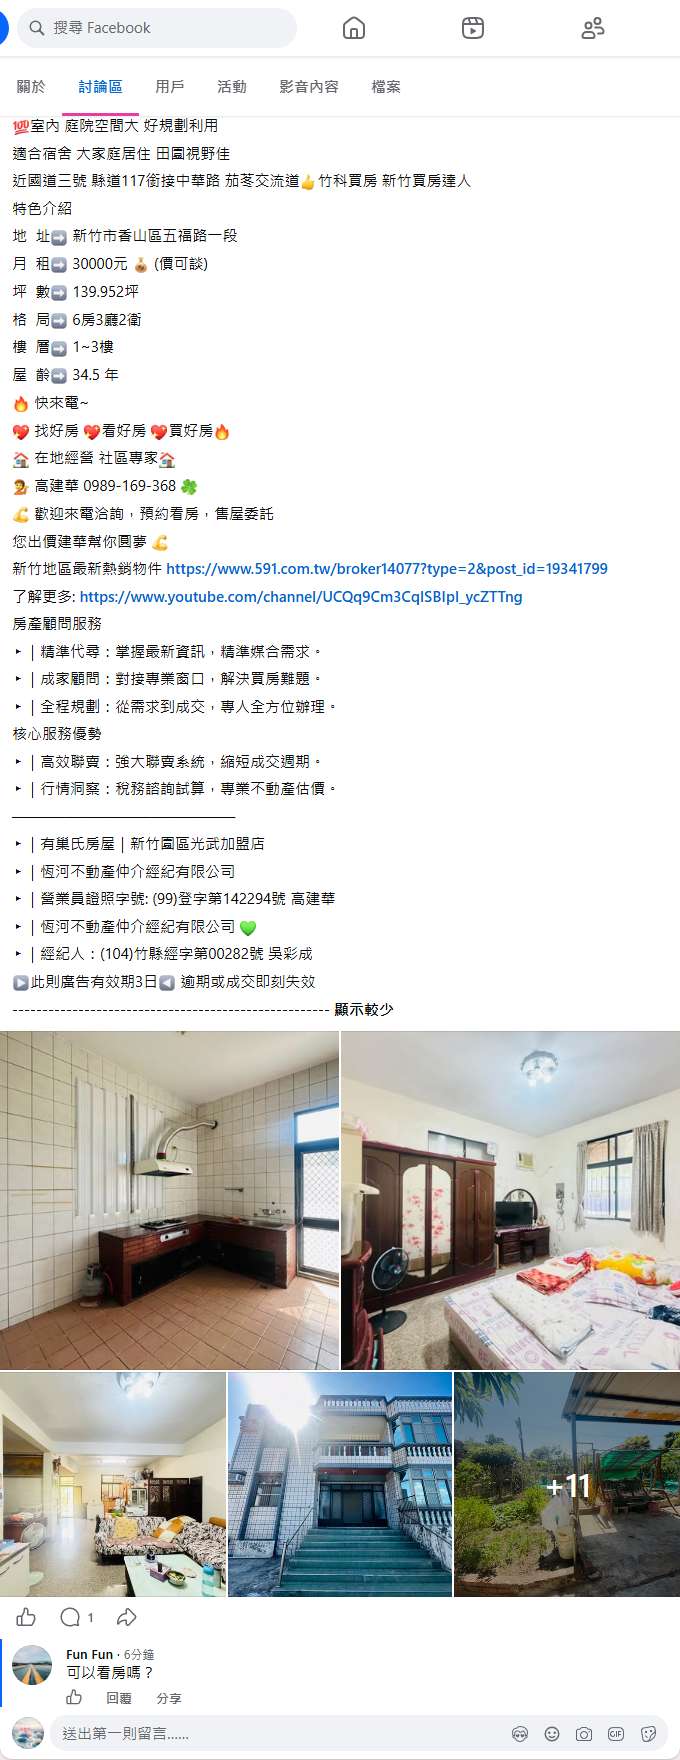 搜尋 Facebook
關於 討論區 用戶 活動 影音內容 檔案
💯室內 庭院空間大 好規劃利用
適合宿舍 大家庭居住 田園視野佳
近國道三號 縣道117銜接中華路 茄苳交流道👍竹科買房 新竹買房達人
特色介紹
地 址➡️ 新竹市香山區五福路一段
月 租➡️ 30000元 💰 (價可談)
坪 數➡️ 139.952坪
格 局➡️ 6房3廳2衛
樓 層➡️ 1~3樓
屋 齡➡️ 34.5 年
🔥 快來電~
💖 找好房 💖看好房 💖買好房🔥
🏠 在地經營 社區專家🏠
💁 高建華 0989-169-368 🍀
💪 歡迎來電洽詢，預約看房，售屋委託
您出價建華幫你圓夢 💪
新竹地區最新熱銷物件 https://www.591.com.tw/broker14077?type=2&post_id=19341799
了解更多: https://www.youtube.com/channel/UCQq9Cm3CqlSBIpl_ycZTTng
房產顧問服務
▸｜精準代尋：掌握最新資訊，精準媒合需求。
▸｜成家顧問：對接專業窗口，解決買房難題。
▸｜全程規劃：從需求到成交，專人全方位辦理。
核心服務優勢
▸｜高效聯賣：強大聯賣系統，縮短成交週期。
▸｜行情洞察：稅務諮詢試算，專業不動產估價。
────────────────
▸｜有巢氏房屋｜新竹園區光武加盟店
▸｜恆河不動產仲介經紀有限公司
▸｜營業員證照字號: (99)登字第142294號 高建華
▸｜恆河不動產仲介經紀有限公司 💚
▸｜經紀人：(104)竹縣經字第00282號 吳彩成
▶️此則廣告有效期3日◀️ 逾期或成交即刻失效
----------------------------------------------------- 顯示較少
+11
1
Fun Fun · 6分鐘
可以看房嗎？
回覆 分享
送出第一則留言......